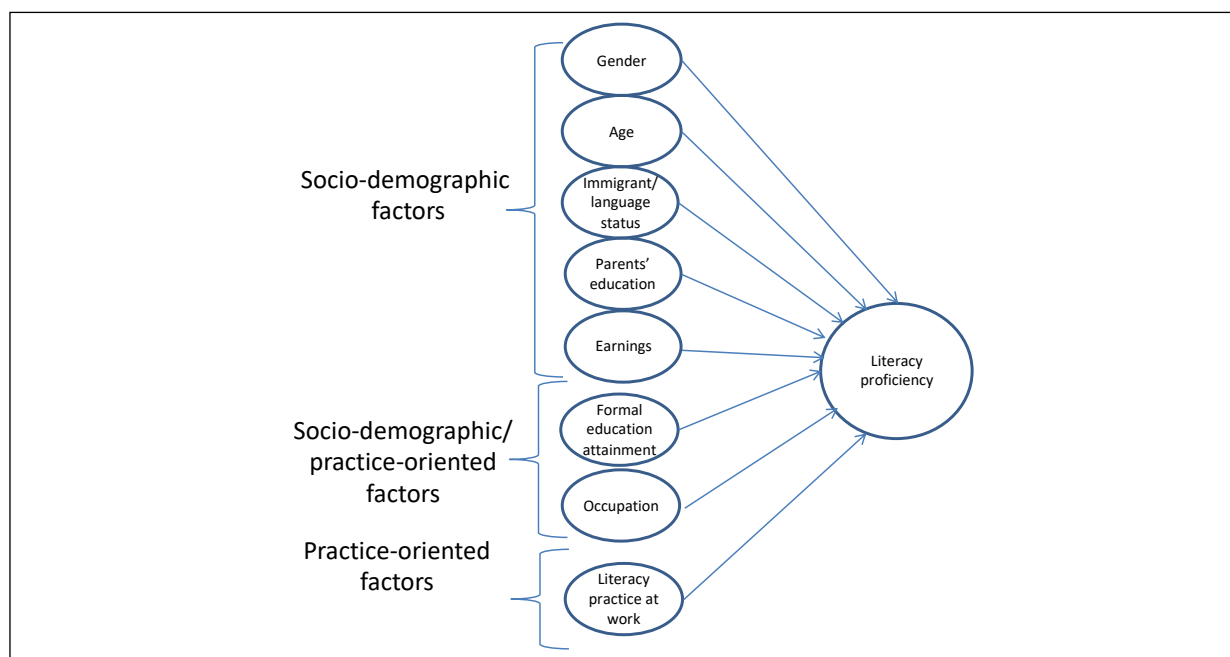 Socio-demographic
factors
Gender
Age
Immigrant/
language
status
Parents'
education
Earnings
Socio-demographic/
practice-oriented
factors
Formal
education
attainment
Occupation
Practice-oriented
factors
Literacy
practice at
work
Literacy
proficiency